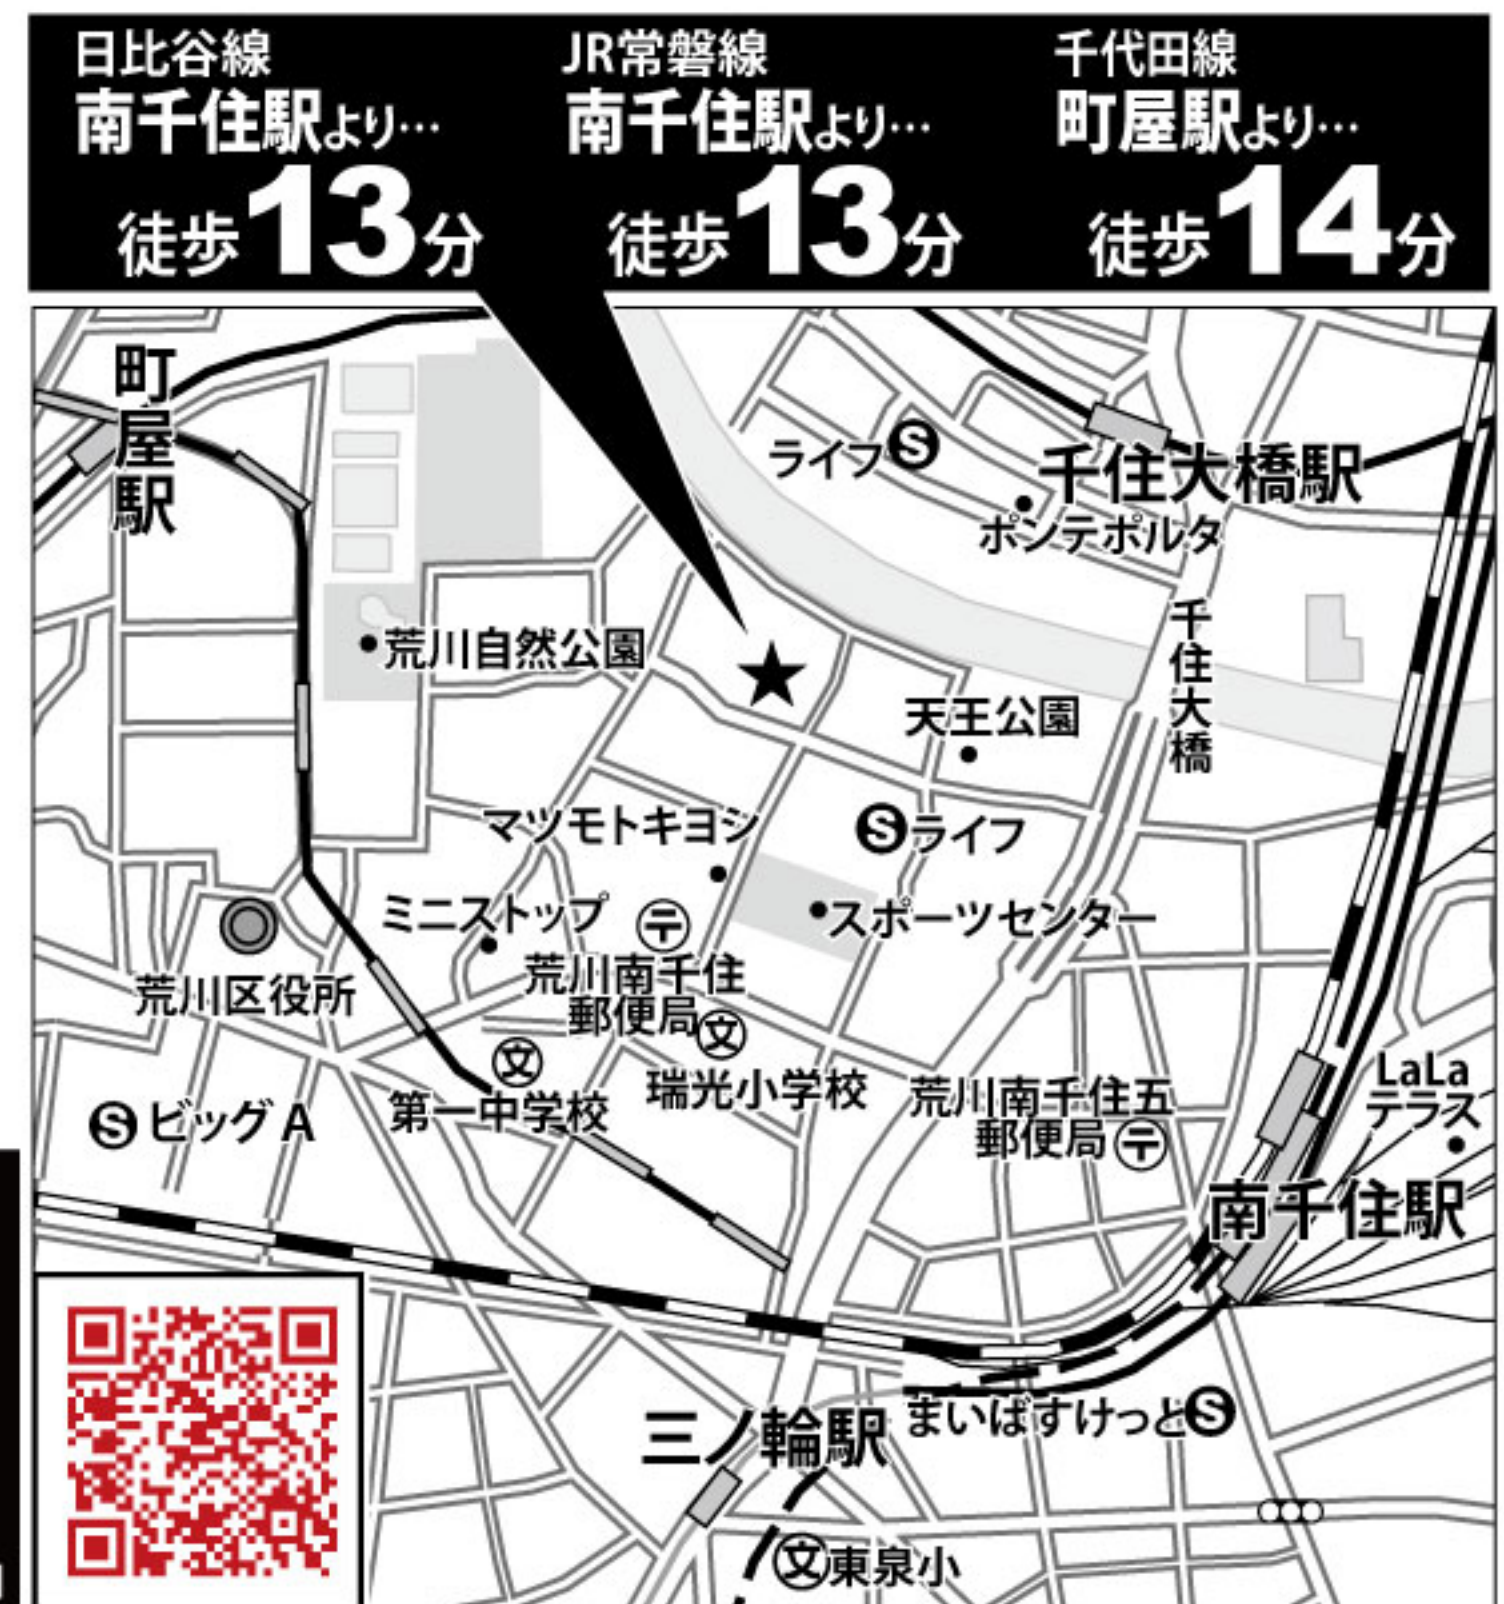 日比谷線
南千住駅より…
徒歩13分
JR常磐線
南千住駅より…
徒歩13分
千代田線
町屋駅より…
徒歩14分
町屋駅
ライフ
S
千住大橋駅
ポンテポルタ
千住大橋
荒川自然公園
天王公園
マツモトキヨシ
S
ライフ
ミニストップ
スポーツセンター
荒川区役所
〒
荒川南千住
郵便局
文
瑞光小学校
文
第一中学校
荒川南千住五
郵便局
〒
LaLa
テラス
S
ビッグA
南千住駅
三ノ輪駅
まいばすけっと
S
文
東泉小